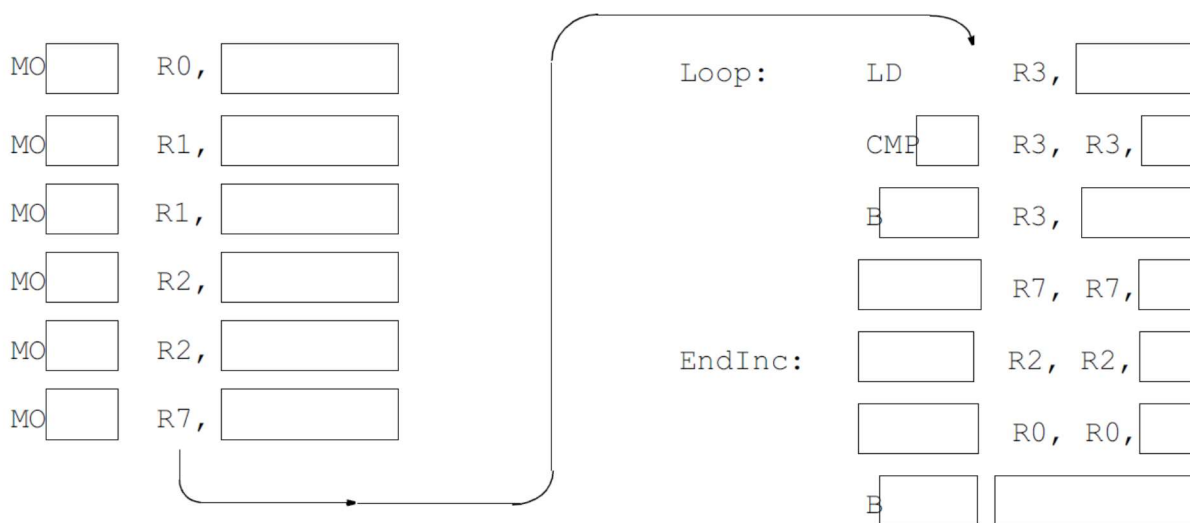 MO R0,
MO R1,
MO R1,
MO R2,
MO R2,
MO R7,
Loop: LD R3,
CMP R3, R3,
B R3,
R7, R7,
EndInc: R2, R2,
R0, R0,
B